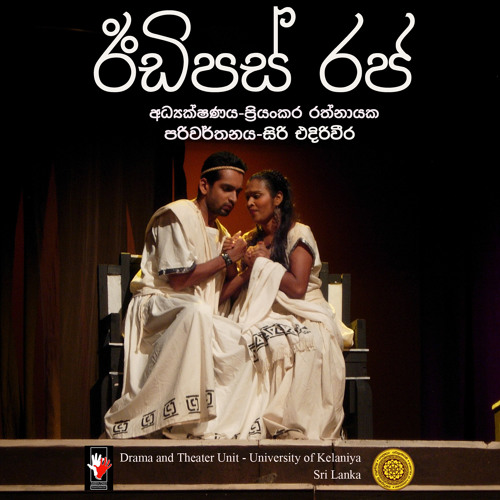 ඊඩිපස් රජ
අධ්‍යක්ෂණය-ප්‍රියංකර රත්නායක
පරිවර්තනය-සිරි එදිරිවීර
Drama and Theater Unit - University of Kelaniya
Sri Lanka